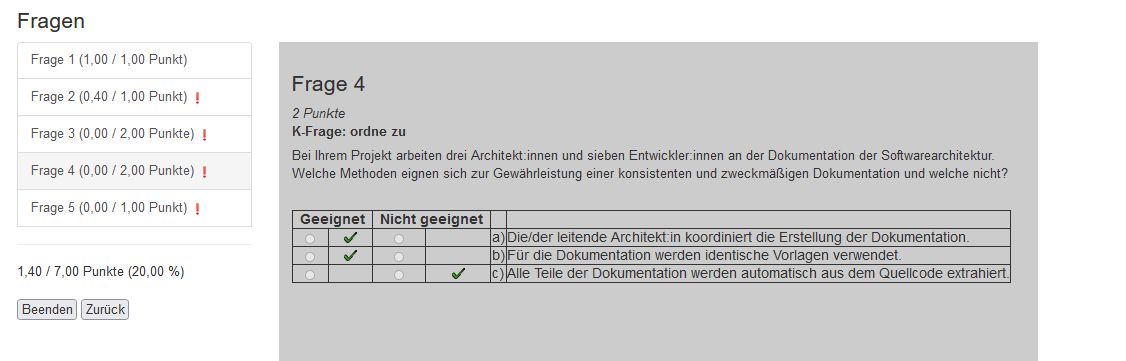 Fragen
Frage 1 (1,00 / 1,00 Punkt)
Frage 2 (0,40 / 1,00 Punkt)
Frage 3 (0,00 / 2,00 Punkte)
Frage 4 (0,00 / 2,00 Punkte)
Frage 5 (0,00 / 1,00 Punkt)
1,40 / 7,00 Punkte (20,00 %)
Beenden Zurück
Frage 4
2 Punkte
K-Frage: ordne zu
Bei Ihrem Projekt arbeiten drei Architekt:innen und sieben Entwickler:innen an der Dokumentation der Softwarearchitektur.
Welche Methoden eignen sich zur Gewährleistung einer konsistenten und zweckmäßigen Dokumentation und welche nicht?
Geeignet Nicht geeignet
a) Die/der leitende Architekt:in koordiniert die Erstellung der Dokumentation.
b) Für die Dokumentation werden identische Vorlagen verwendet.
c) Alle Teile der Dokumentation werden automatisch aus dem Quellcode extrahiert.